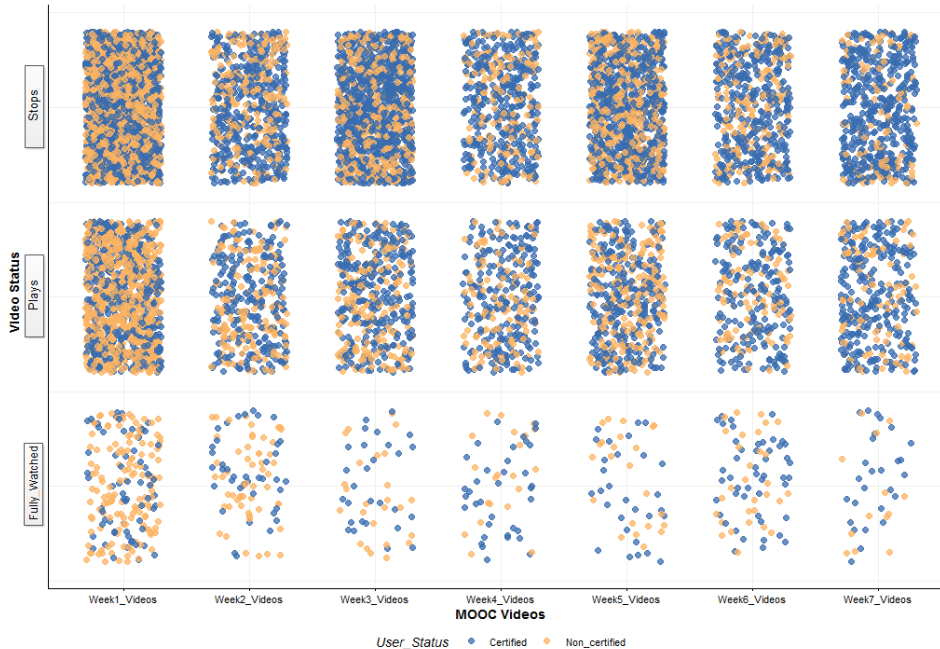 Video Status
Stops
Plays
Fully_Watched
Week1_Videos Week2_Videos Week3_Videos Week4_Videos Week5_Videos Week6_Videos Week7_Videos
MOOC Videos
User_Status Certified Non_certified